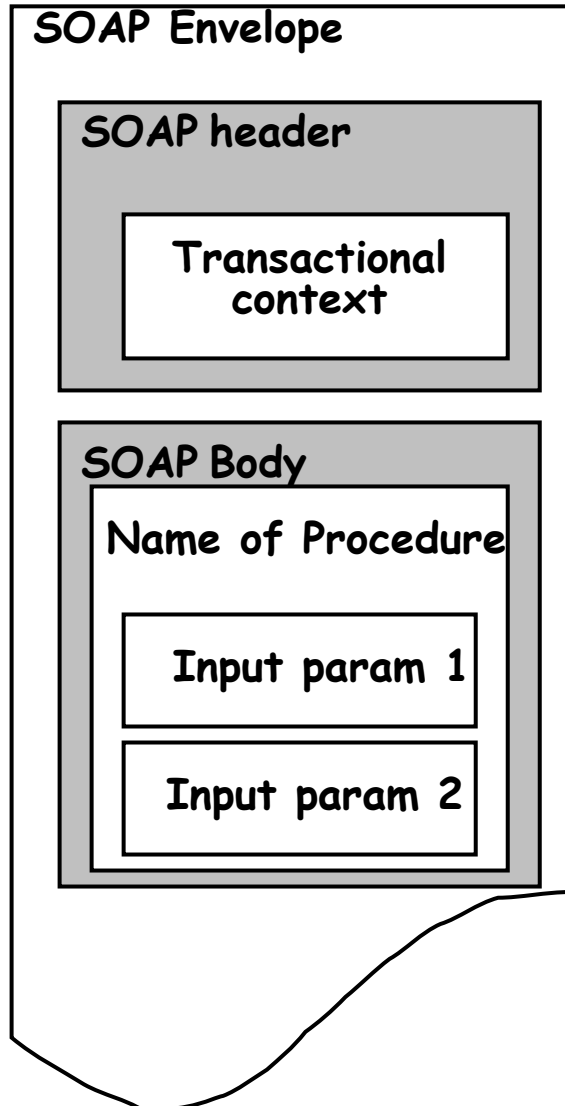 SOAP Envelope
SOAP header
Transactional
context
SOAP Body
Name of Procedure
Input param 1
Input param 2